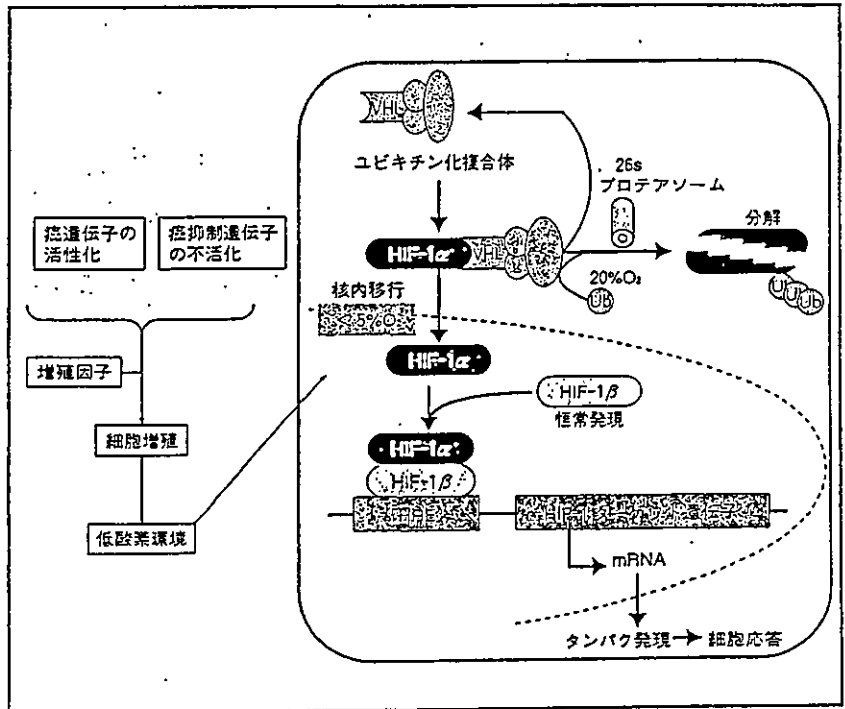 VHL
ユビキチン化複合体
26s
プロテアソーム
分解
癌遺伝子の
活性化
癌抑制遺伝子
の不活化
HIF-1α
VHL
20%O₂
Ub
Ub
Ub
Ub
核内移行
HIF-1α
増殖因子
HIF-1β
恒常発現
細胞増殖
HIF-1α
HIF-1β
低酸素環境
mRNA
タンパク発現
細胞応答